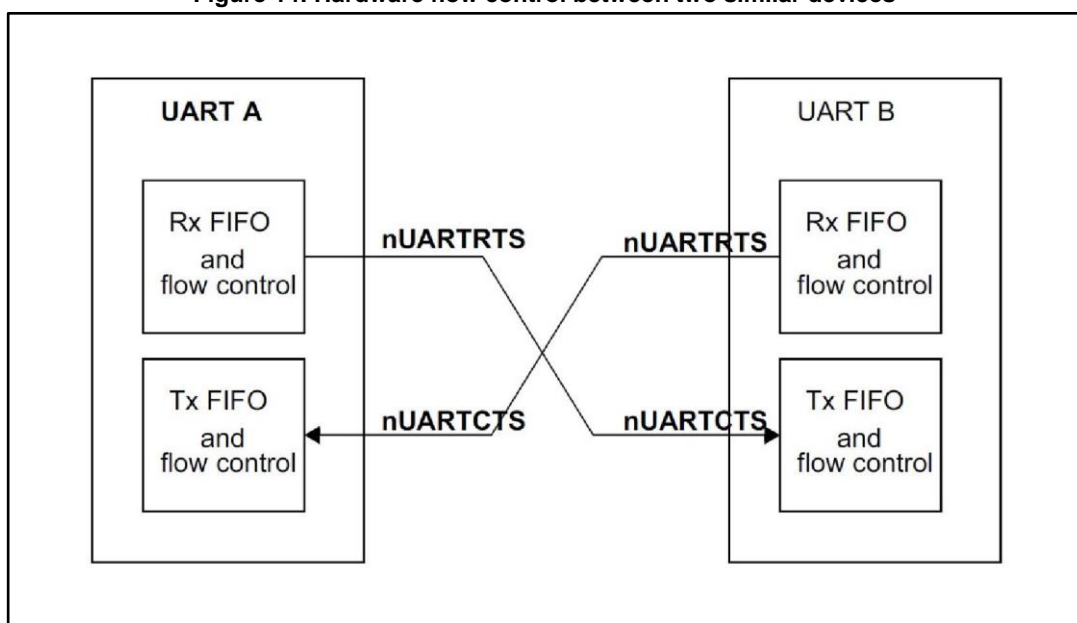 UART A
UART B
Rx FIFO
and
flow control
nUARTRTS
nUARTRTS
Rx FIFO
and
flow control
Tx FIFO
and
flow control
nUARTCTS
nUARTCTS
Tx FIFO
and
flow control